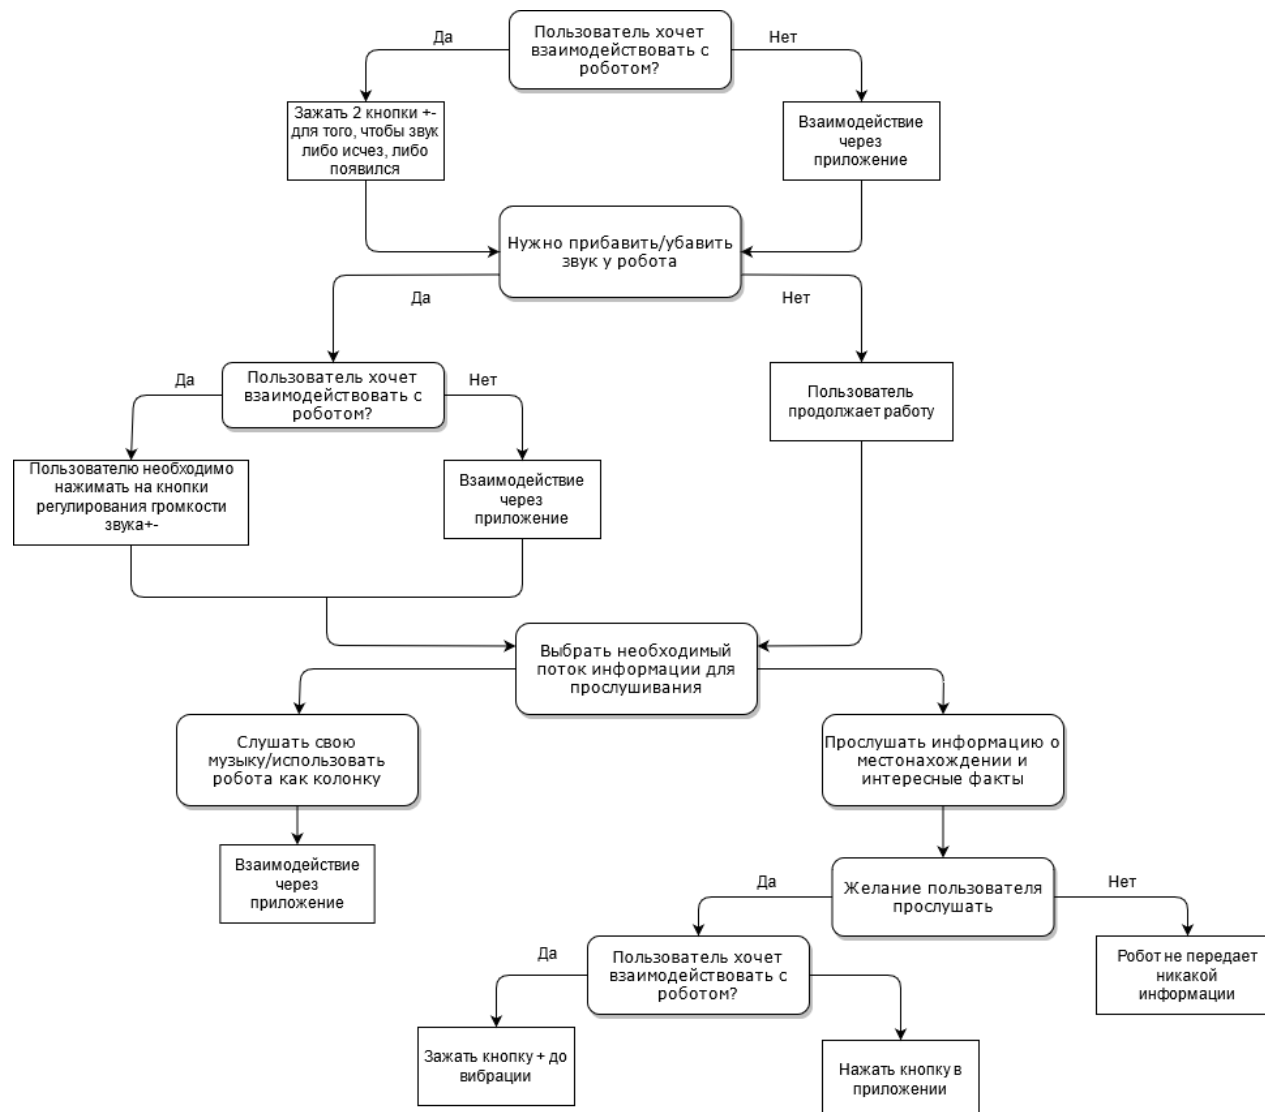 Пользователь хочет
взаимодействовать с
роботом?
Да
Нет
Зажать 2 кнопки +-
для того, чтобы звук
либо исчез, либо
появился
Взаимодействие
через
приложение
Нужно прибавить/убавить
звук у робота
Да
Нет
Пользователь хочет
взаимодействовать с
роботом?
Да
Нет
Пользователь
продолжает работу
Пользователю необходимо
нажимать на кнопки
регулирования громкости
звука+-
Взаимодействие
через
приложение
Выбрать необходимый
поток информации для
прослушивания
Слушать свою
музыку/использовать
робота как колонку
Прослушать информацию о
местонахождении и
интересные факты
Взаимодействие
через
приложение
Желание пользователя
прослушать
Да
Нет
Пользователь хочет
взаимодействовать с
роботом?
Робот не передает
никакой
информации
Да
Зажать кнопку + до
вибрации
Нажать кнопку в
приложении